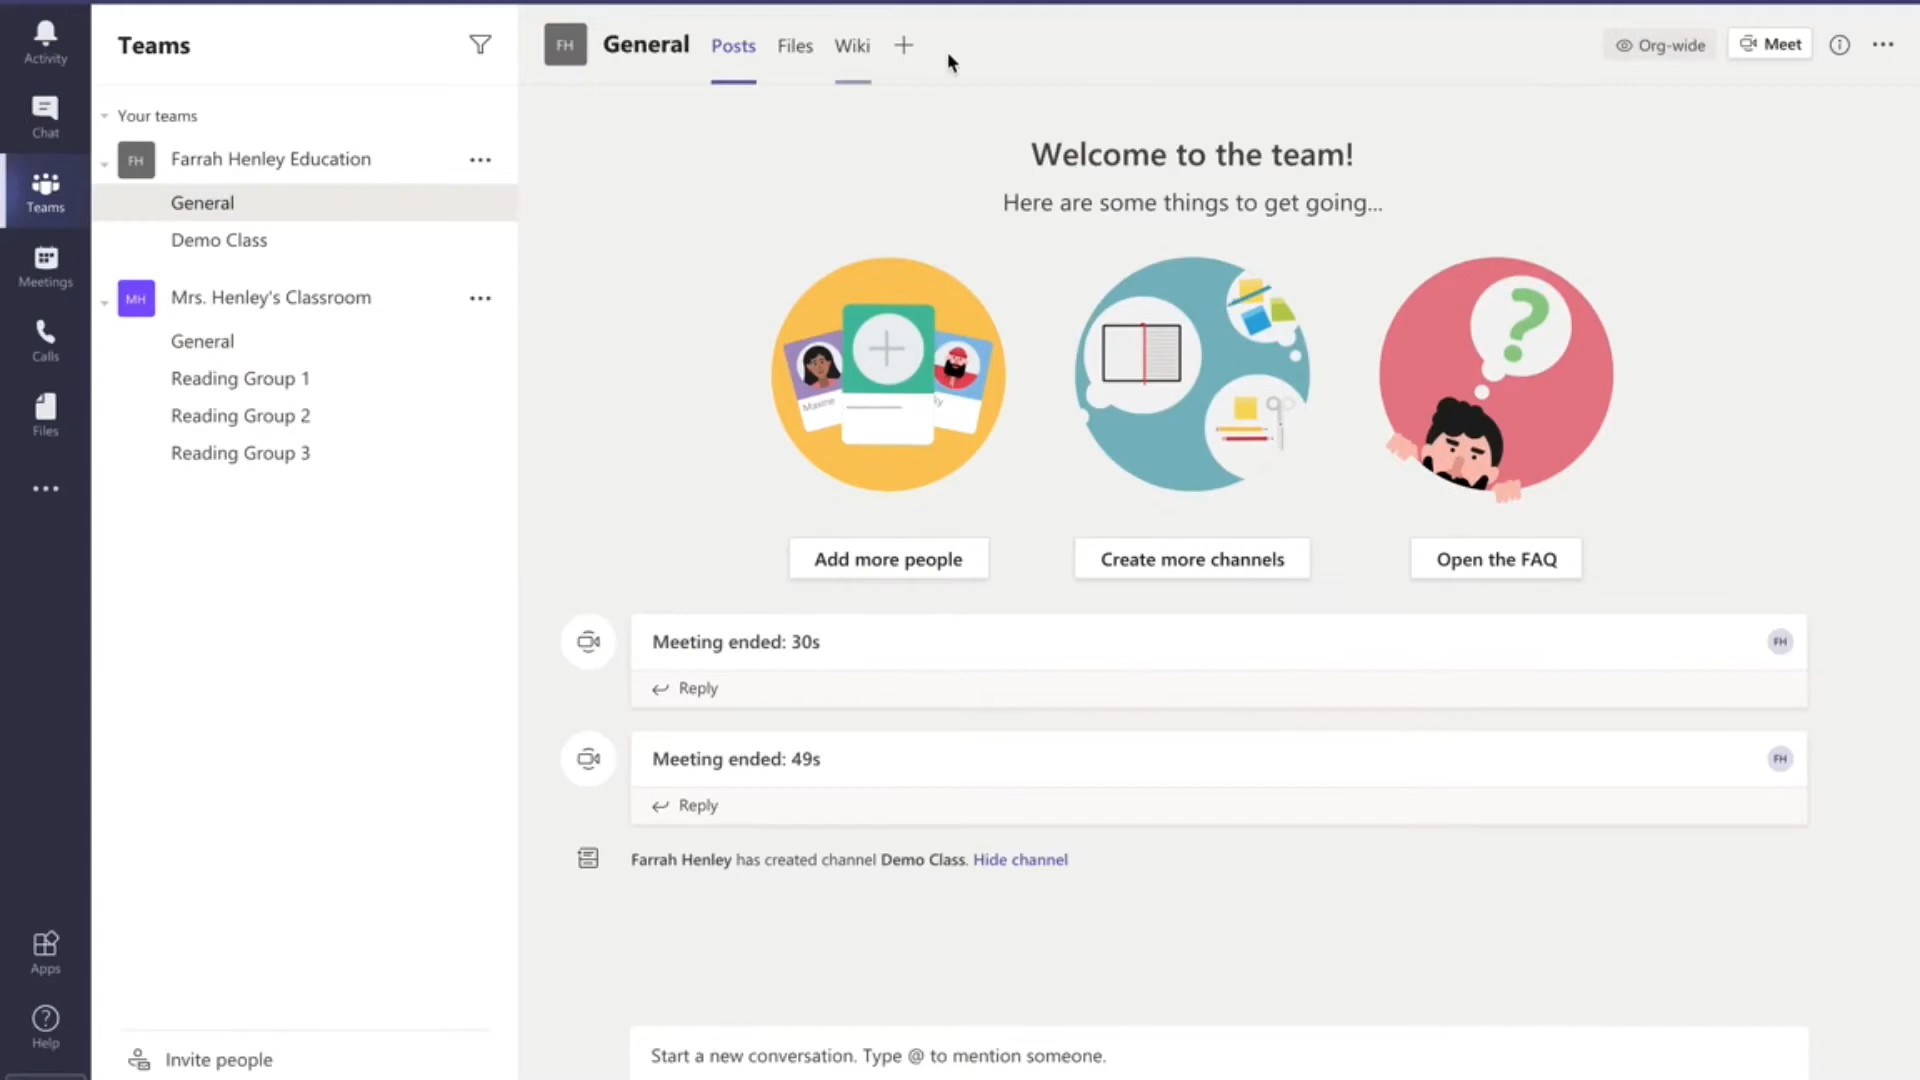 Activity
Chat
Teams
Meetings
Calls
Files
Apps
Help
Teams
Your teams
FH Farrah Henley Education
General
Demo Class
MH Mrs. Henley's Classroom
General
Reading Group 1
Reading Group 2
Reading Group 3
Invite people
FH General Posts Files Wiki
Org-wide Meet
Welcome to the team!
Here are some things to get going...
Maxine
Add more people Create more channels Open the FAQ
Meeting ended: 30s FH
Reply
Meeting ended: 49s FH
Reply
Farrah Henley has created channel Demo Class. Hide channel
Start a new conversation. Type @ to mention someone.